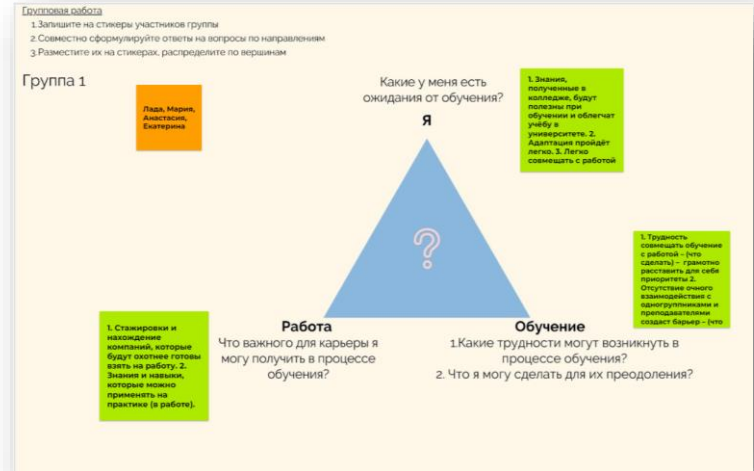 Групповая работа
1.Запишите на стикеры участников группы
2.Совместно сформулируйте ответы на вопросы по направлениям
3.Разместите их на стикерах, распределите по вершинам
Группа 1
Лада, Мария,
Анастасия,
Екатерина
Какие у меня есть
ожидания от обучения?
Я
1. Знания,
полученные в
колледже, будут
полезны при
обучении и облегчат
учёбу в
университете. 2.
Адаптация пройдёт
легко. 3. Легко
совмещать с работой
?
1. Трудность
совмещать обучение
с работой – (что
сделать) – грамотно
расставить для себя
приоритеты 2.
Отсутствие очного
взаимодействия с
одногруппниками и
преподавателями
создаст барьер – (что
1. Стажировки и
нахождение
компаний, которые
будут охотнее готовы
взять на работу. 2.
Знания и навыки,
которые можно
применять на
практике (в работе).
Работа
Что важного для карьеры я
могу получить в процессе
обучения?
Обучение
1.Какие трудности могут возникнуть в
процессе обучения?
2. Что я могу сделать для их преодоления?